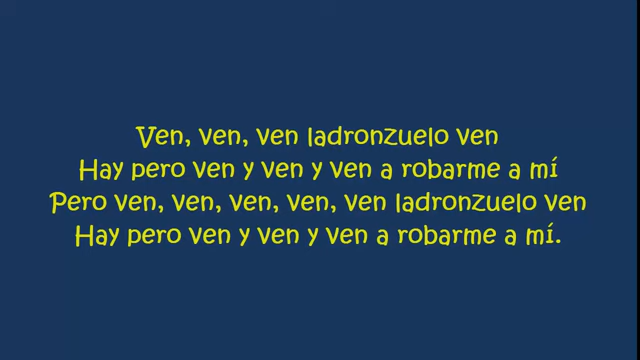 Ven, ven, ven ladronzuelo ven
Hay pero ven y ven y ven a robarme a mí
Pero ven, ven, ven, ven, ven ladronzuelo ven
Hay pero ven y ven y ven a robarme a mí.